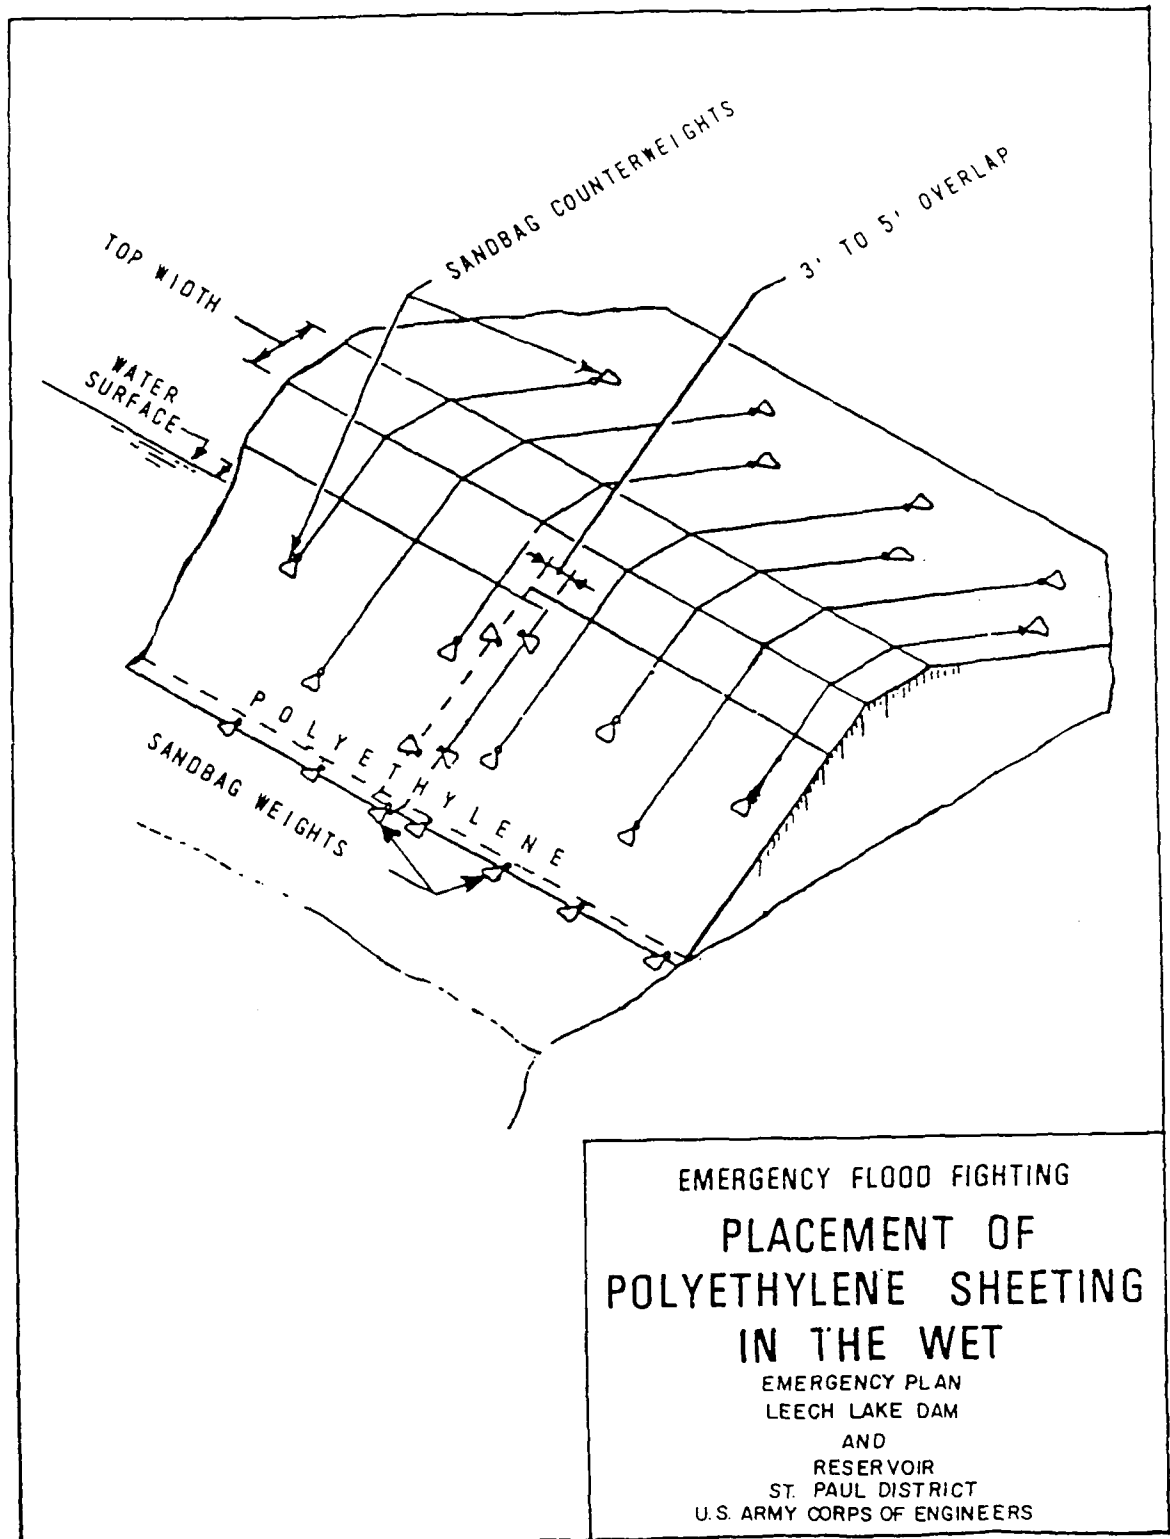 SANDBAG COUNTERWEIGHTS
3' TO 5' OVERLAP
TOP WIDTH
WATER
SURFACE
POLYETHYLENE
SANDBAG WEIGHTS
EMERGENCY FLOOD FIGHTING
PLACEMENT OF
POLYETHYLENE SHEETING
IN THE WET
EMERGENCY PLAN
LEECH LAKE DAM
AND
RESERVOIR
ST. PAUL DISTRICT
U.S. ARMY CORPS OF ENGINEERS